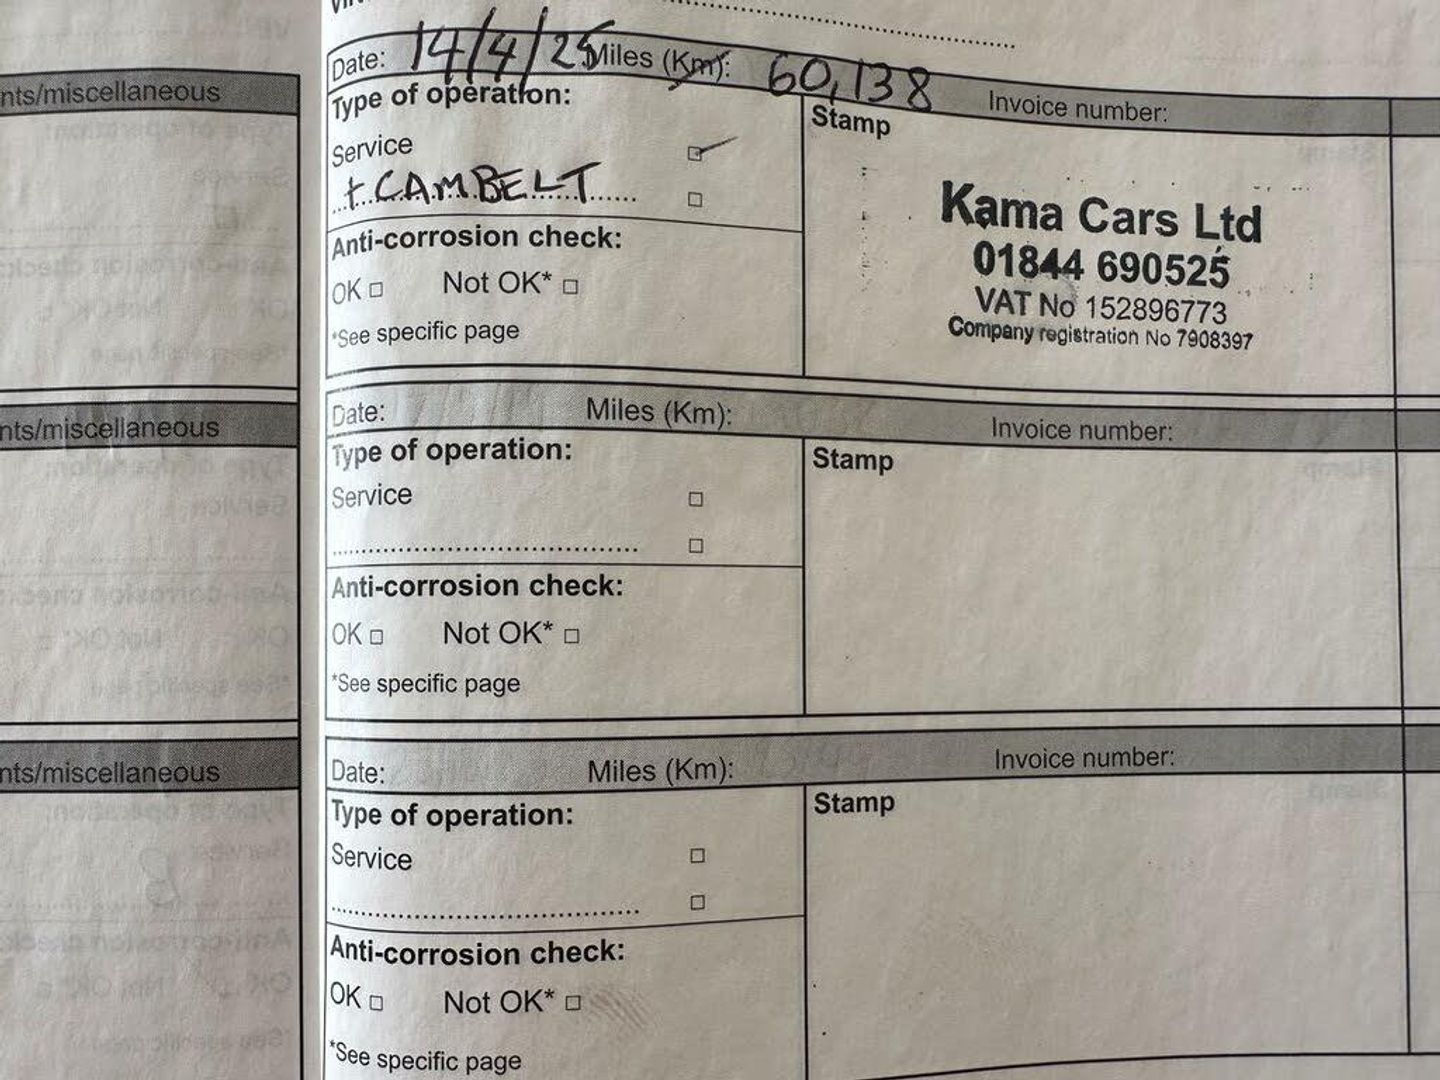 nts/miscellaneous
Date: 14/4/25 Miles (Km): 60,138 Invoice number:
Type of operation:
Stamp
Service
+ CAMBELT
Kama Cars Ltd
01844 690525
VAT No 152896773
Company registration No 7908397
Anti-corrosion check:
OK Not OK*
*See specific page
nts/miscellaneous
Date: Miles (Km): Invoice number:
Type of operation:
Stamp
Service
Anti-corrosion check:
OK Not OK*
*See specific page
nts/miscellaneous
Date: Miles (Km): Invoice number:
Type of operation:
Stamp
Service
Anti-corrosion check:
OK Not OK*
*See specific page